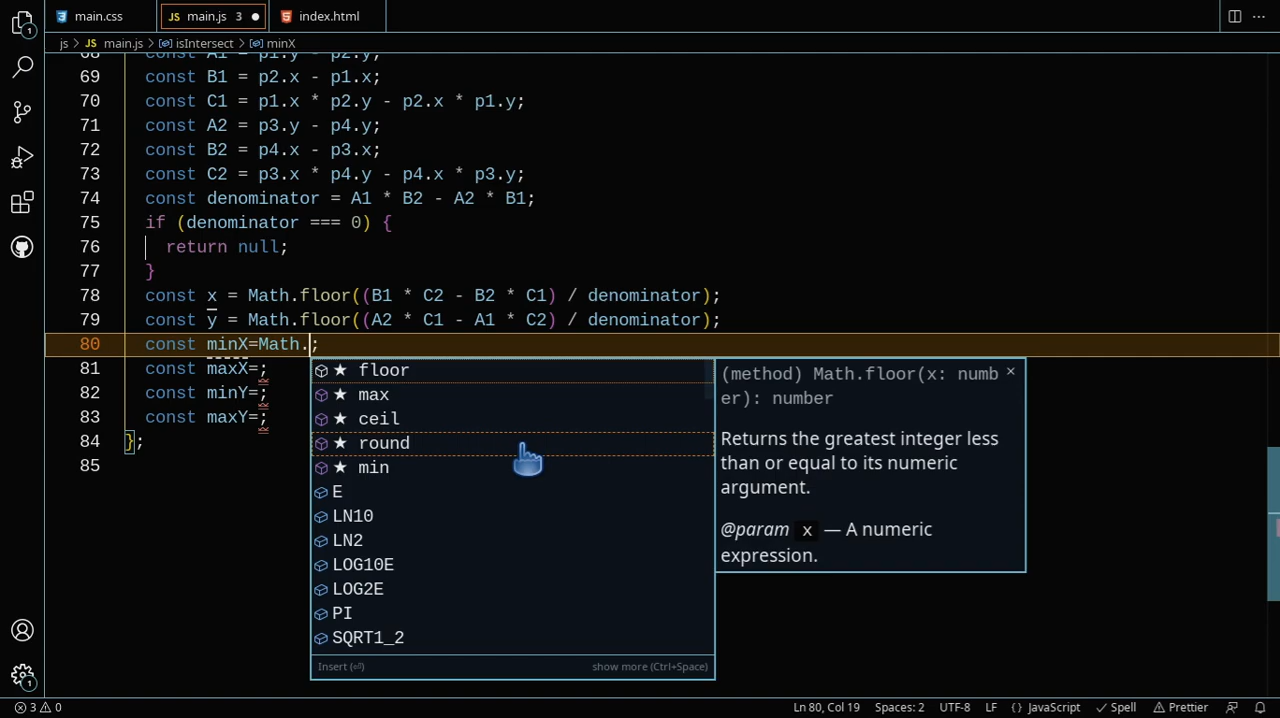 main.css
JS main.js 3
index.html
js > JS main.js > isIntersect > minX
68 const A1 = p1.y - p2.y;
69 const B1 = p2.x - p1.x;
70 const C1 = p1.x * p2.y - p2.x * p1.y;
71 const A2 = p3.y - p4.y;
72 const B2 = p4.x - p3.x;
73 const C2 = p3.x * p4.y - p4.x * p3.y;
74 const denominator = A1 * B2 - A2 * B1;
75 if (denominator === 0) {
76 return null;
77 }
78 const x = Math.floor((B1 * C2 - B2 * C1) / denominator);
79 const y = Math.floor((A2 * C1 - A1 * C2) / denominator);
80 const minX=Math.;
81 const maxX=;
82 const minY=;
83 const maxY=;
84 };
85
★ floor
★ max
★ ceil
★ round
★ min
E
LN10
LN2
LOG10E
LOG2E
PI
SQRT1_2
Insert (⏎) show more (Ctrl+Space)
(method) Math.floor(x: numb
er): number
Returns the greatest integer less
than or equal to its numeric
argument.
@param x — A numeric
expression.
1
1
3 0 Ln 80, Col 19 Spaces: 2 UTF-8 LF {} JavaScript Spell Prettier